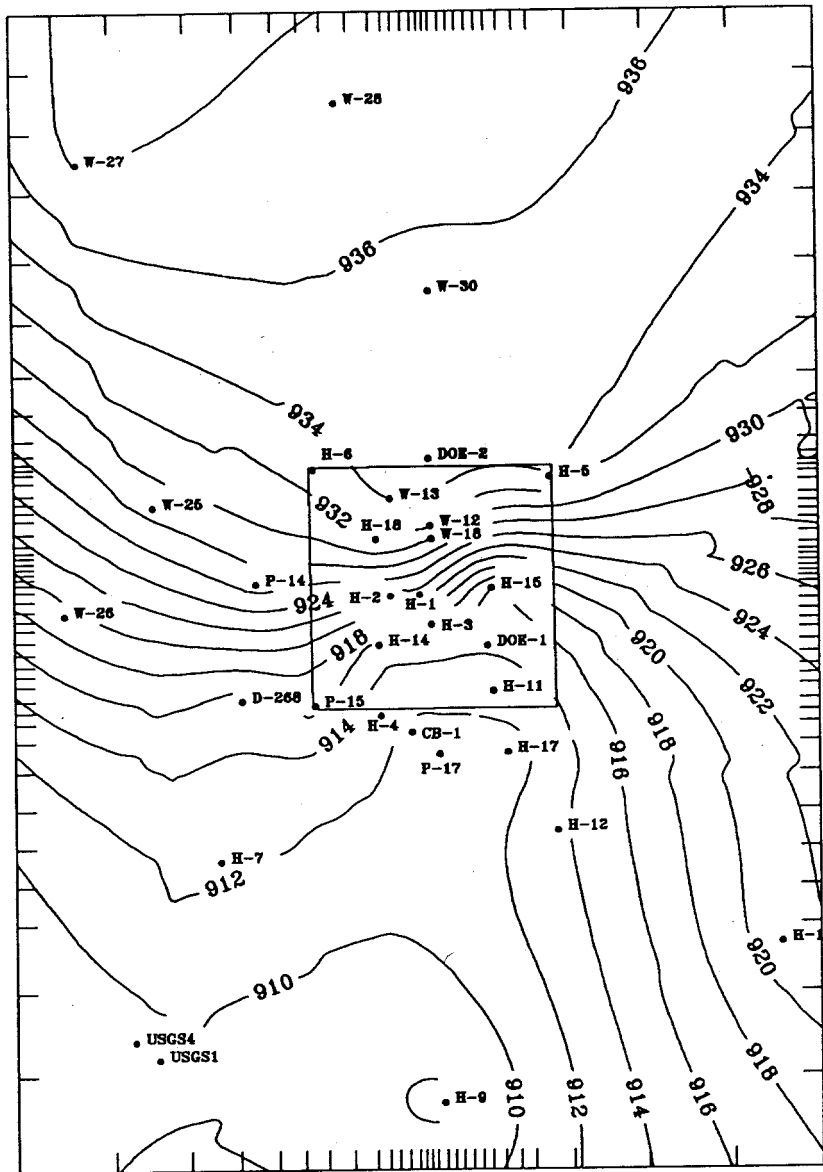 936
W-28
W-27
934
936
W-30
934
930
H-6
DOE-2
H-5
W-13
928
W-25
932
W-12
H-18
W-18
926
P-14
H-15
924
H-2
H-1
924
W-26
H-3
918
H-14
DOE-1
920
922
H-11
D-268
P-15
918
914
H-4
CB-1
916
H-17
P-17
H-12
H-7
912
H-1
920
910
USGS4
USGS1
918
H-9
910
912
914
916